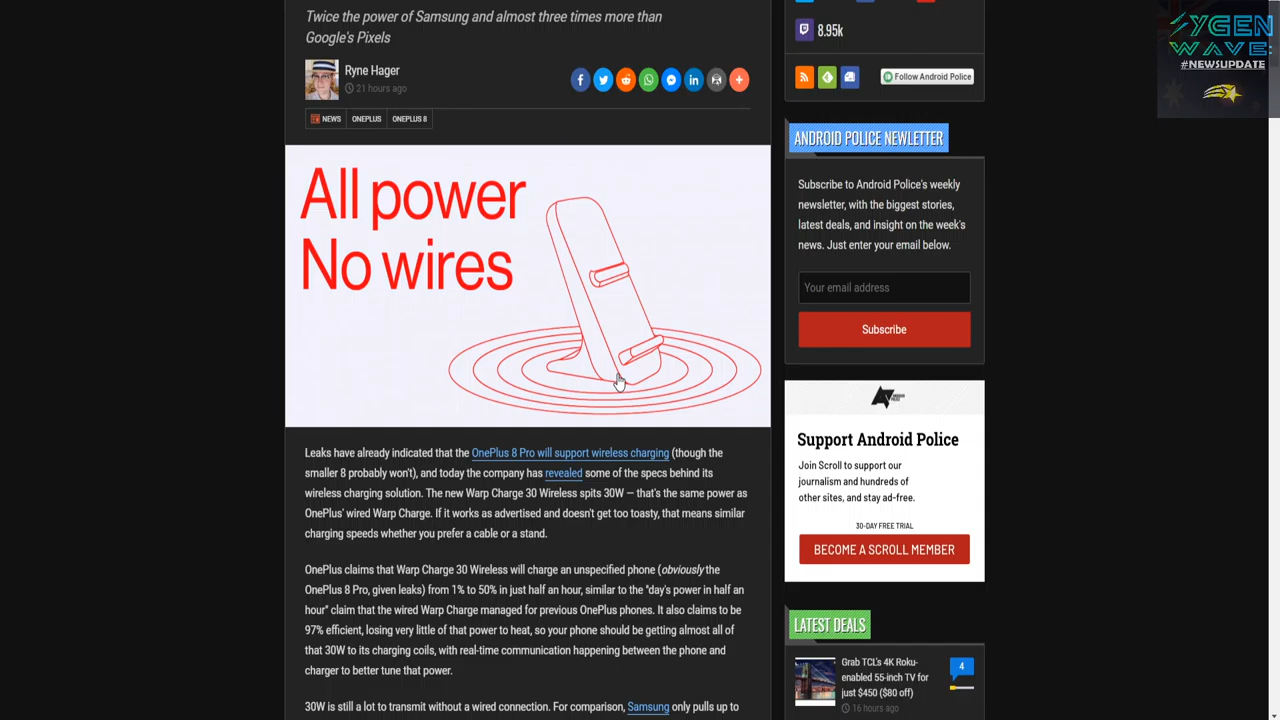 Twice the power of Samsung and almost three times more than
Google's Pixels
Ryne Hager
21 hours ago
NEWS
ONEPLUS
ONEPLUS 8
All power
No wires
Leaks have already indicated that the OnePlus 8 Pro will support wireless charging (though the
smaller 8 probably won't), and today the company has revealed some of the specs behind its
wireless charging solution. The new Warp Charge 30 Wireless spits 30W — that's the same power as
OnePlus' wired Warp Charge. If it works as advertised and doesn't get too toasty, that means similar
charging speeds whether you prefer a cable or a stand.
OnePlus claims that Warp Charge 30 Wireless will charge an unspecified phone (obviously the
OnePlus 8 Pro, given leaks) from 1% to 50% in just half an hour, similar to the "day's power in half an
hour" claim that the wired Warp Charge managed for previous OnePlus phones. It also claims to be
97% efficient, losing very little of that power to heat, so your phone should be getting almost all of
that 30W to its charging coils, with real-time communication happening between the phone and
charger to better tune that power.
30W is still a lot to transmit without a wired connection. For comparison, Samsung only pulls up to
8.95k
Follow Android Police
ANDROID POLICE NEWLETTER
Subscribe to Android Police's weekly
newsletter, with the biggest stories,
latest deals, and insight on the week's
news. Just enter your email below.
Your email address
Subscribe
Support Android Police
Join Scroll to support our
journalism and hundreds of
other sites, and stay ad-free.
30-DAY FREE TRIAL
BECOME A SCROLL MEMBER
LATEST DEALS
Grab TCL's 4K Roku-
enabled 55-inch TV for
just $450 ($80 off)
16 hours ago
4
XYGEN
WAVE
#NEWSUPDATE